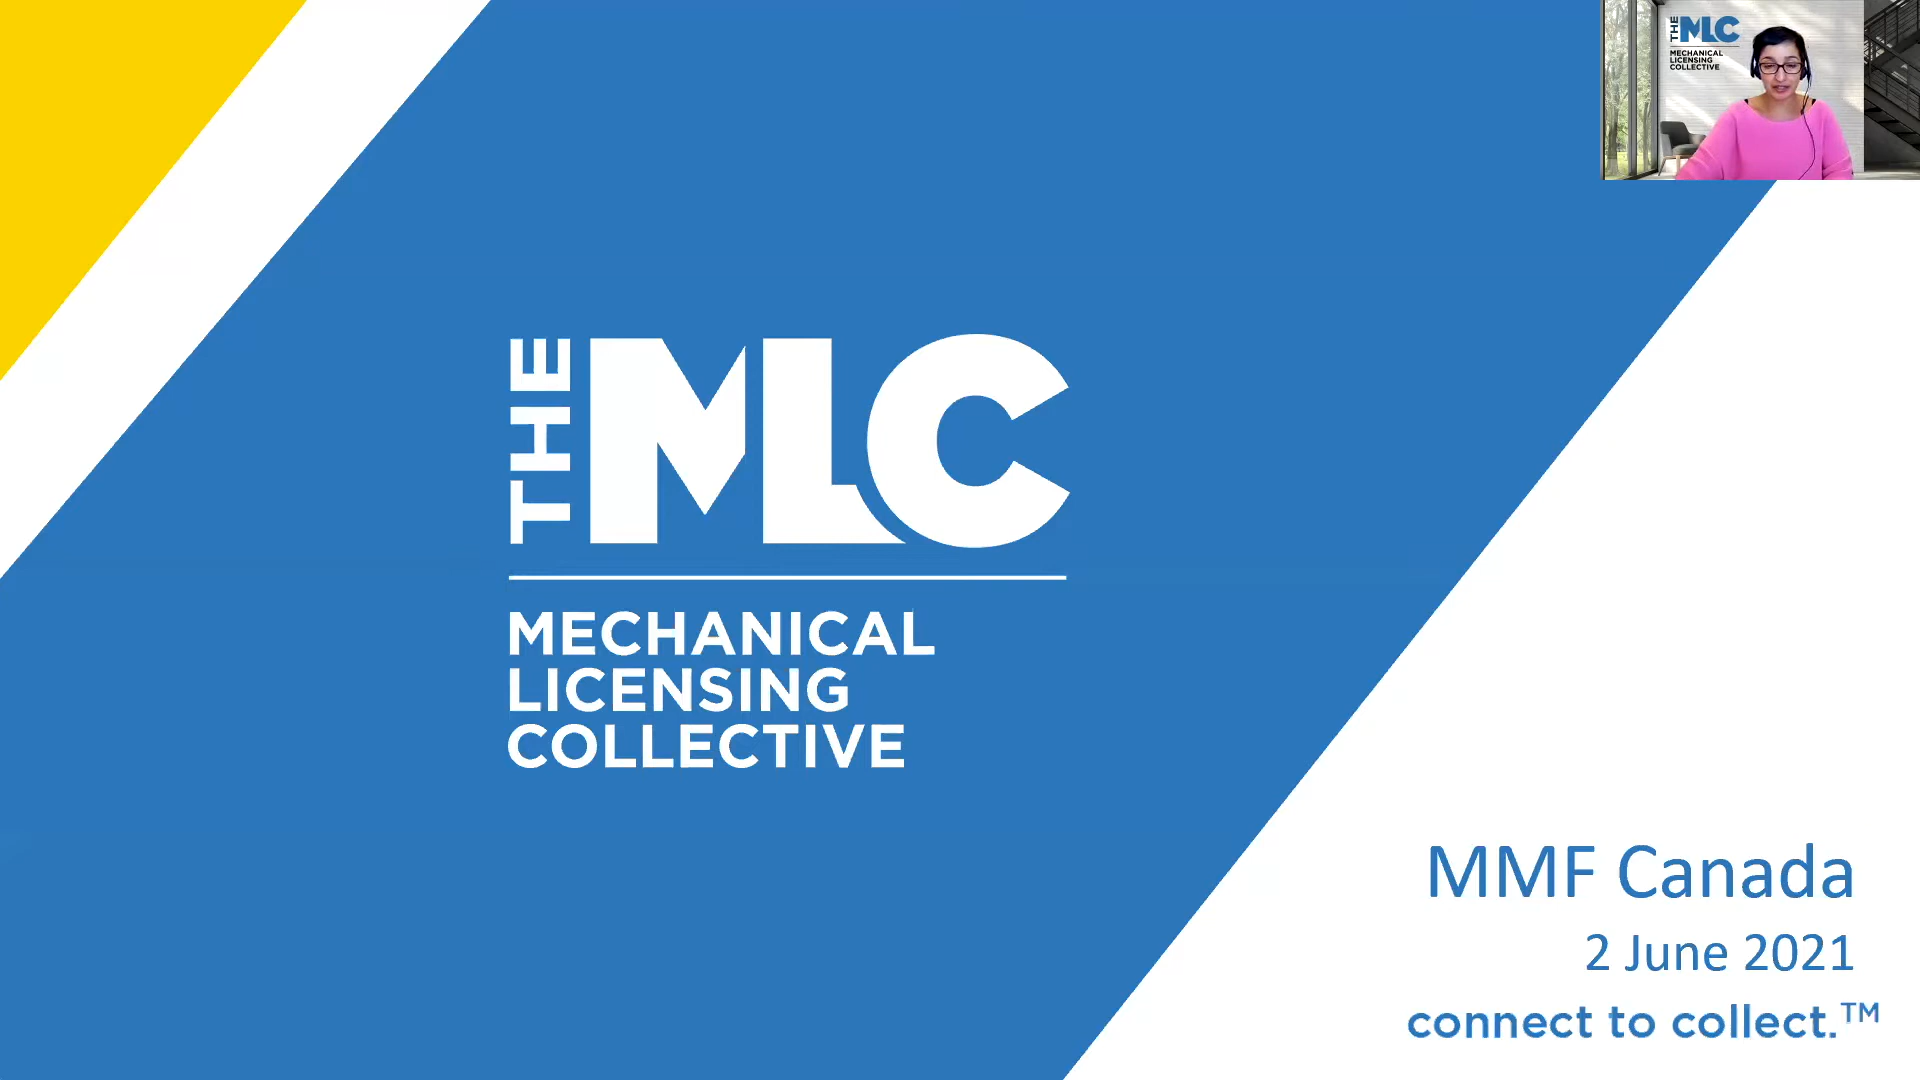 THE MLC
MECHANICAL
LICENSING
COLLECTIVE
THE MLC
MECHANICAL
LICENSING
COLLECTIVE
MMF Canada
2 June 2021
connect to collect.™